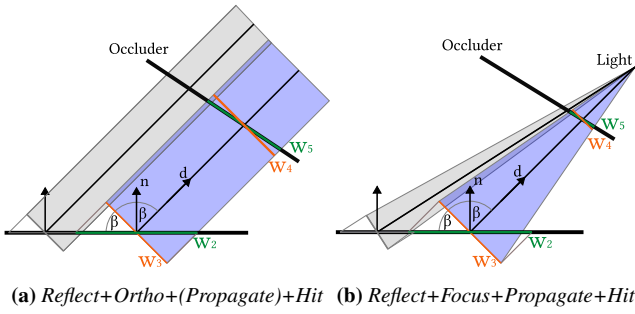 Occluder
W5
W4
d
n
β
β
W2
W3
Occluder
Light
W5
W4
n
d
β
β
W2
W3
(a) Reflect+Ortho+(Propagate)+Hit
(b) Reflect+Focus+Propagate+Hit